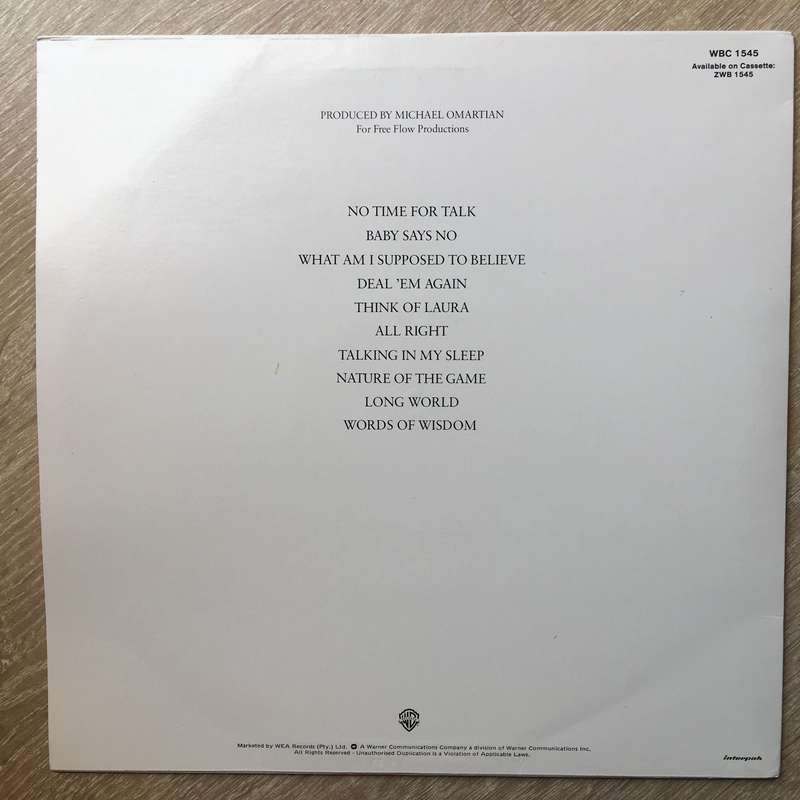 WBC 1545
Available on Cassette:
ZWB 1545
PRODUCED BY MICHAEL OMARTIAN
For Free Flow Productions
NO TIME FOR TALK
BABY SAYS NO
WHAT AM I SUPPOSED TO BELIEVE
DEAL ’EM AGAIN
THINK OF LAURA
ALL RIGHT
TALKING IN MY SLEEP
NATURE OF THE GAME
LONG WORLD
WORDS OF WISDOM
Marketed by WEA Records (Pty.) Ltd. A Warner Communications Company a division of Warner Communications Inc.
All Rights Reserved - Unauthorised Duplication is a Violation of Applicable Laws.
interpak